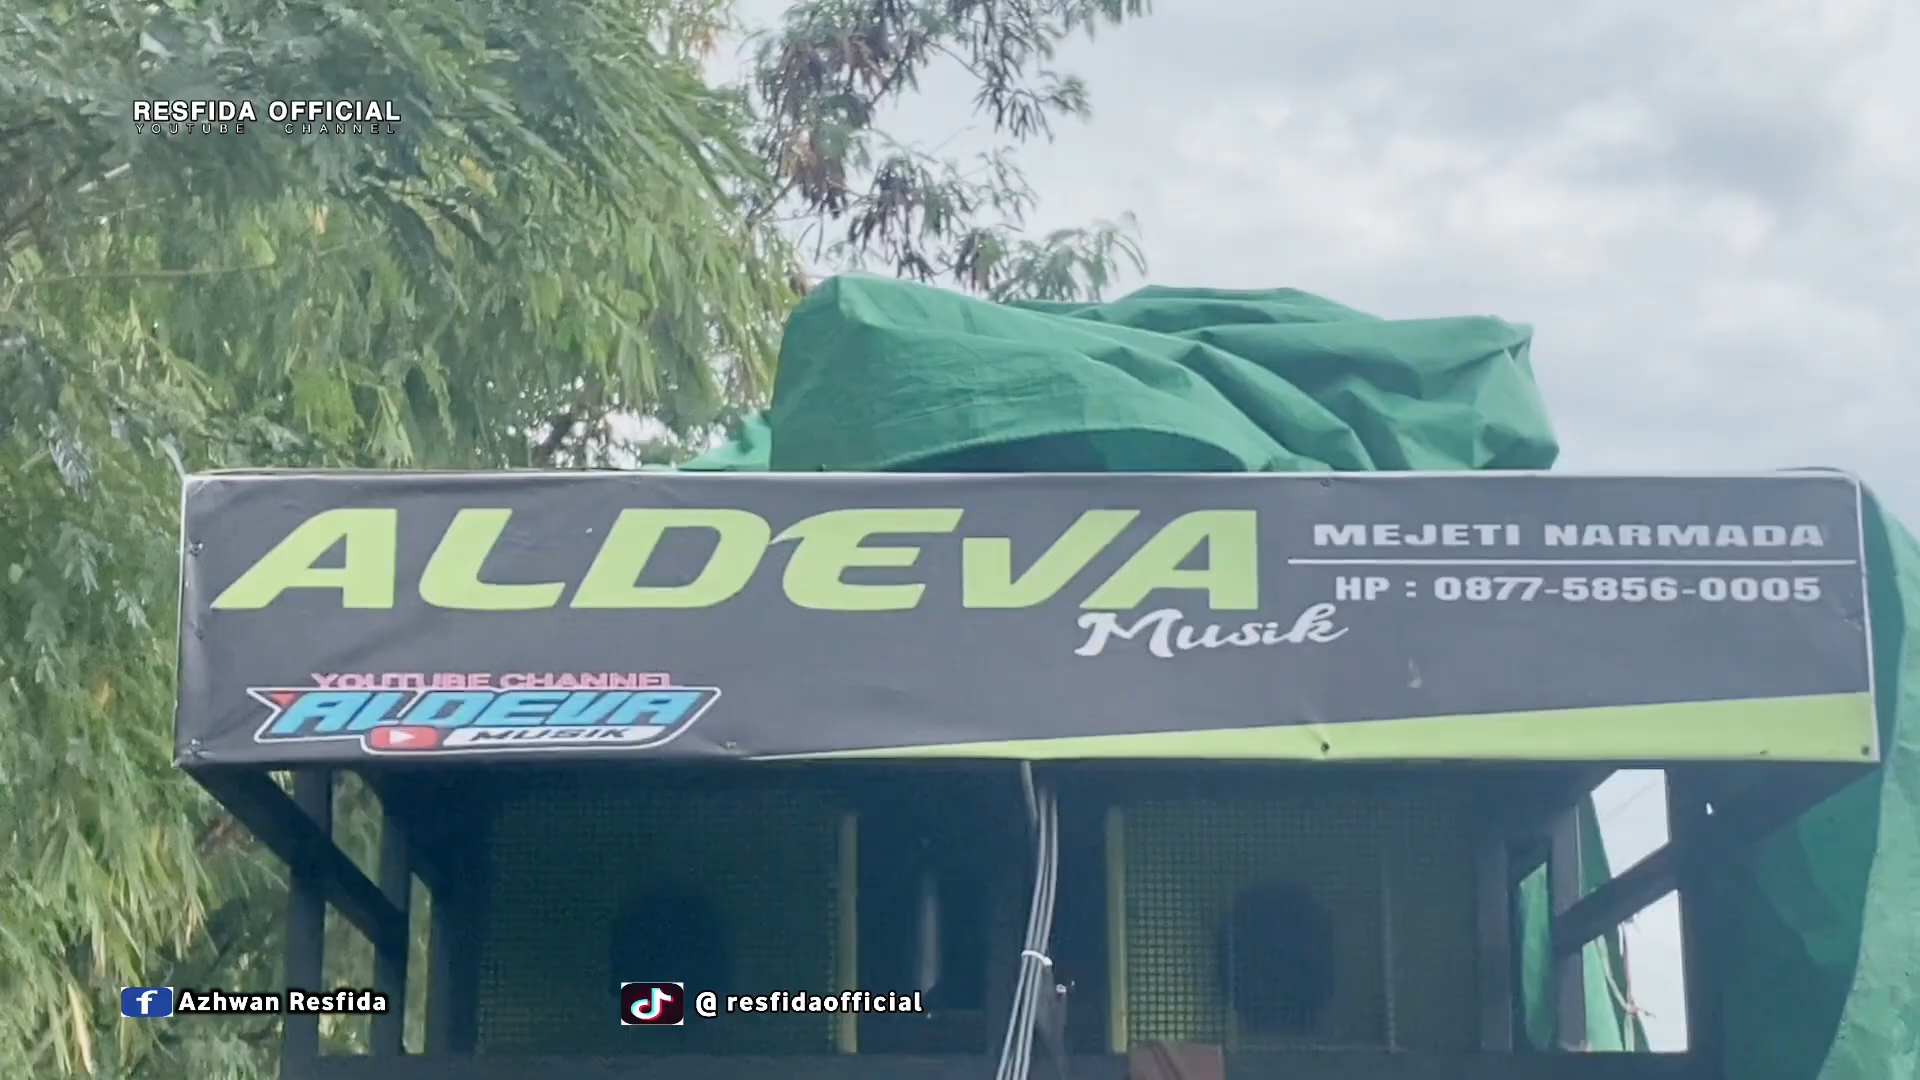 RESFIDA OFFICIAL
YOUTUBE CHANNEL
ALDEVA
Musik
MEJETI NARMADA
HP : 0877-5856-0005
YOUTUBE CHANNEL
ALDEVA
MUSIK
Azhwan Resfida
@ resfidaofficial